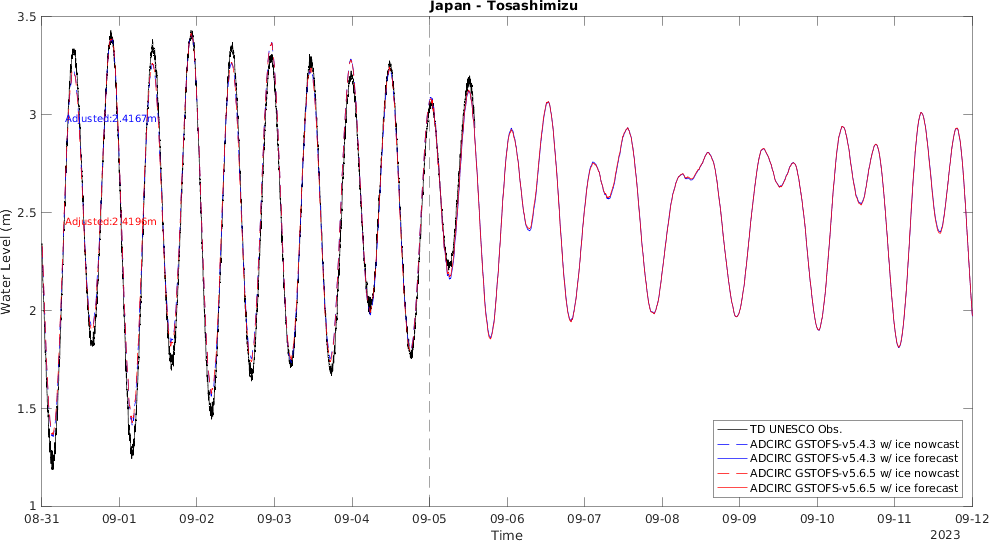 Japan - Tosashimizu
3.5
3
2.5
2
1.5
1
Water Level (m)
Adjusted:2.4167m
Adjusted:2.4196m
TD UNESCO Obs.
ADCIRC GSTOFS-v5.4.3 w/ ice nowcast
ADCIRC GSTOFS-v5.4.3 w/ ice forecast
ADCIRC GSTOFS-v5.6.5 w/ ice nowcast
ADCIRC GSTOFS-v5.6.5 w/ ice forecast
08-31 09-01 09-02 09-03 09-04 09-05 09-06 09-07 09-08 09-09 09-10 09-11 09-12
Time
2023